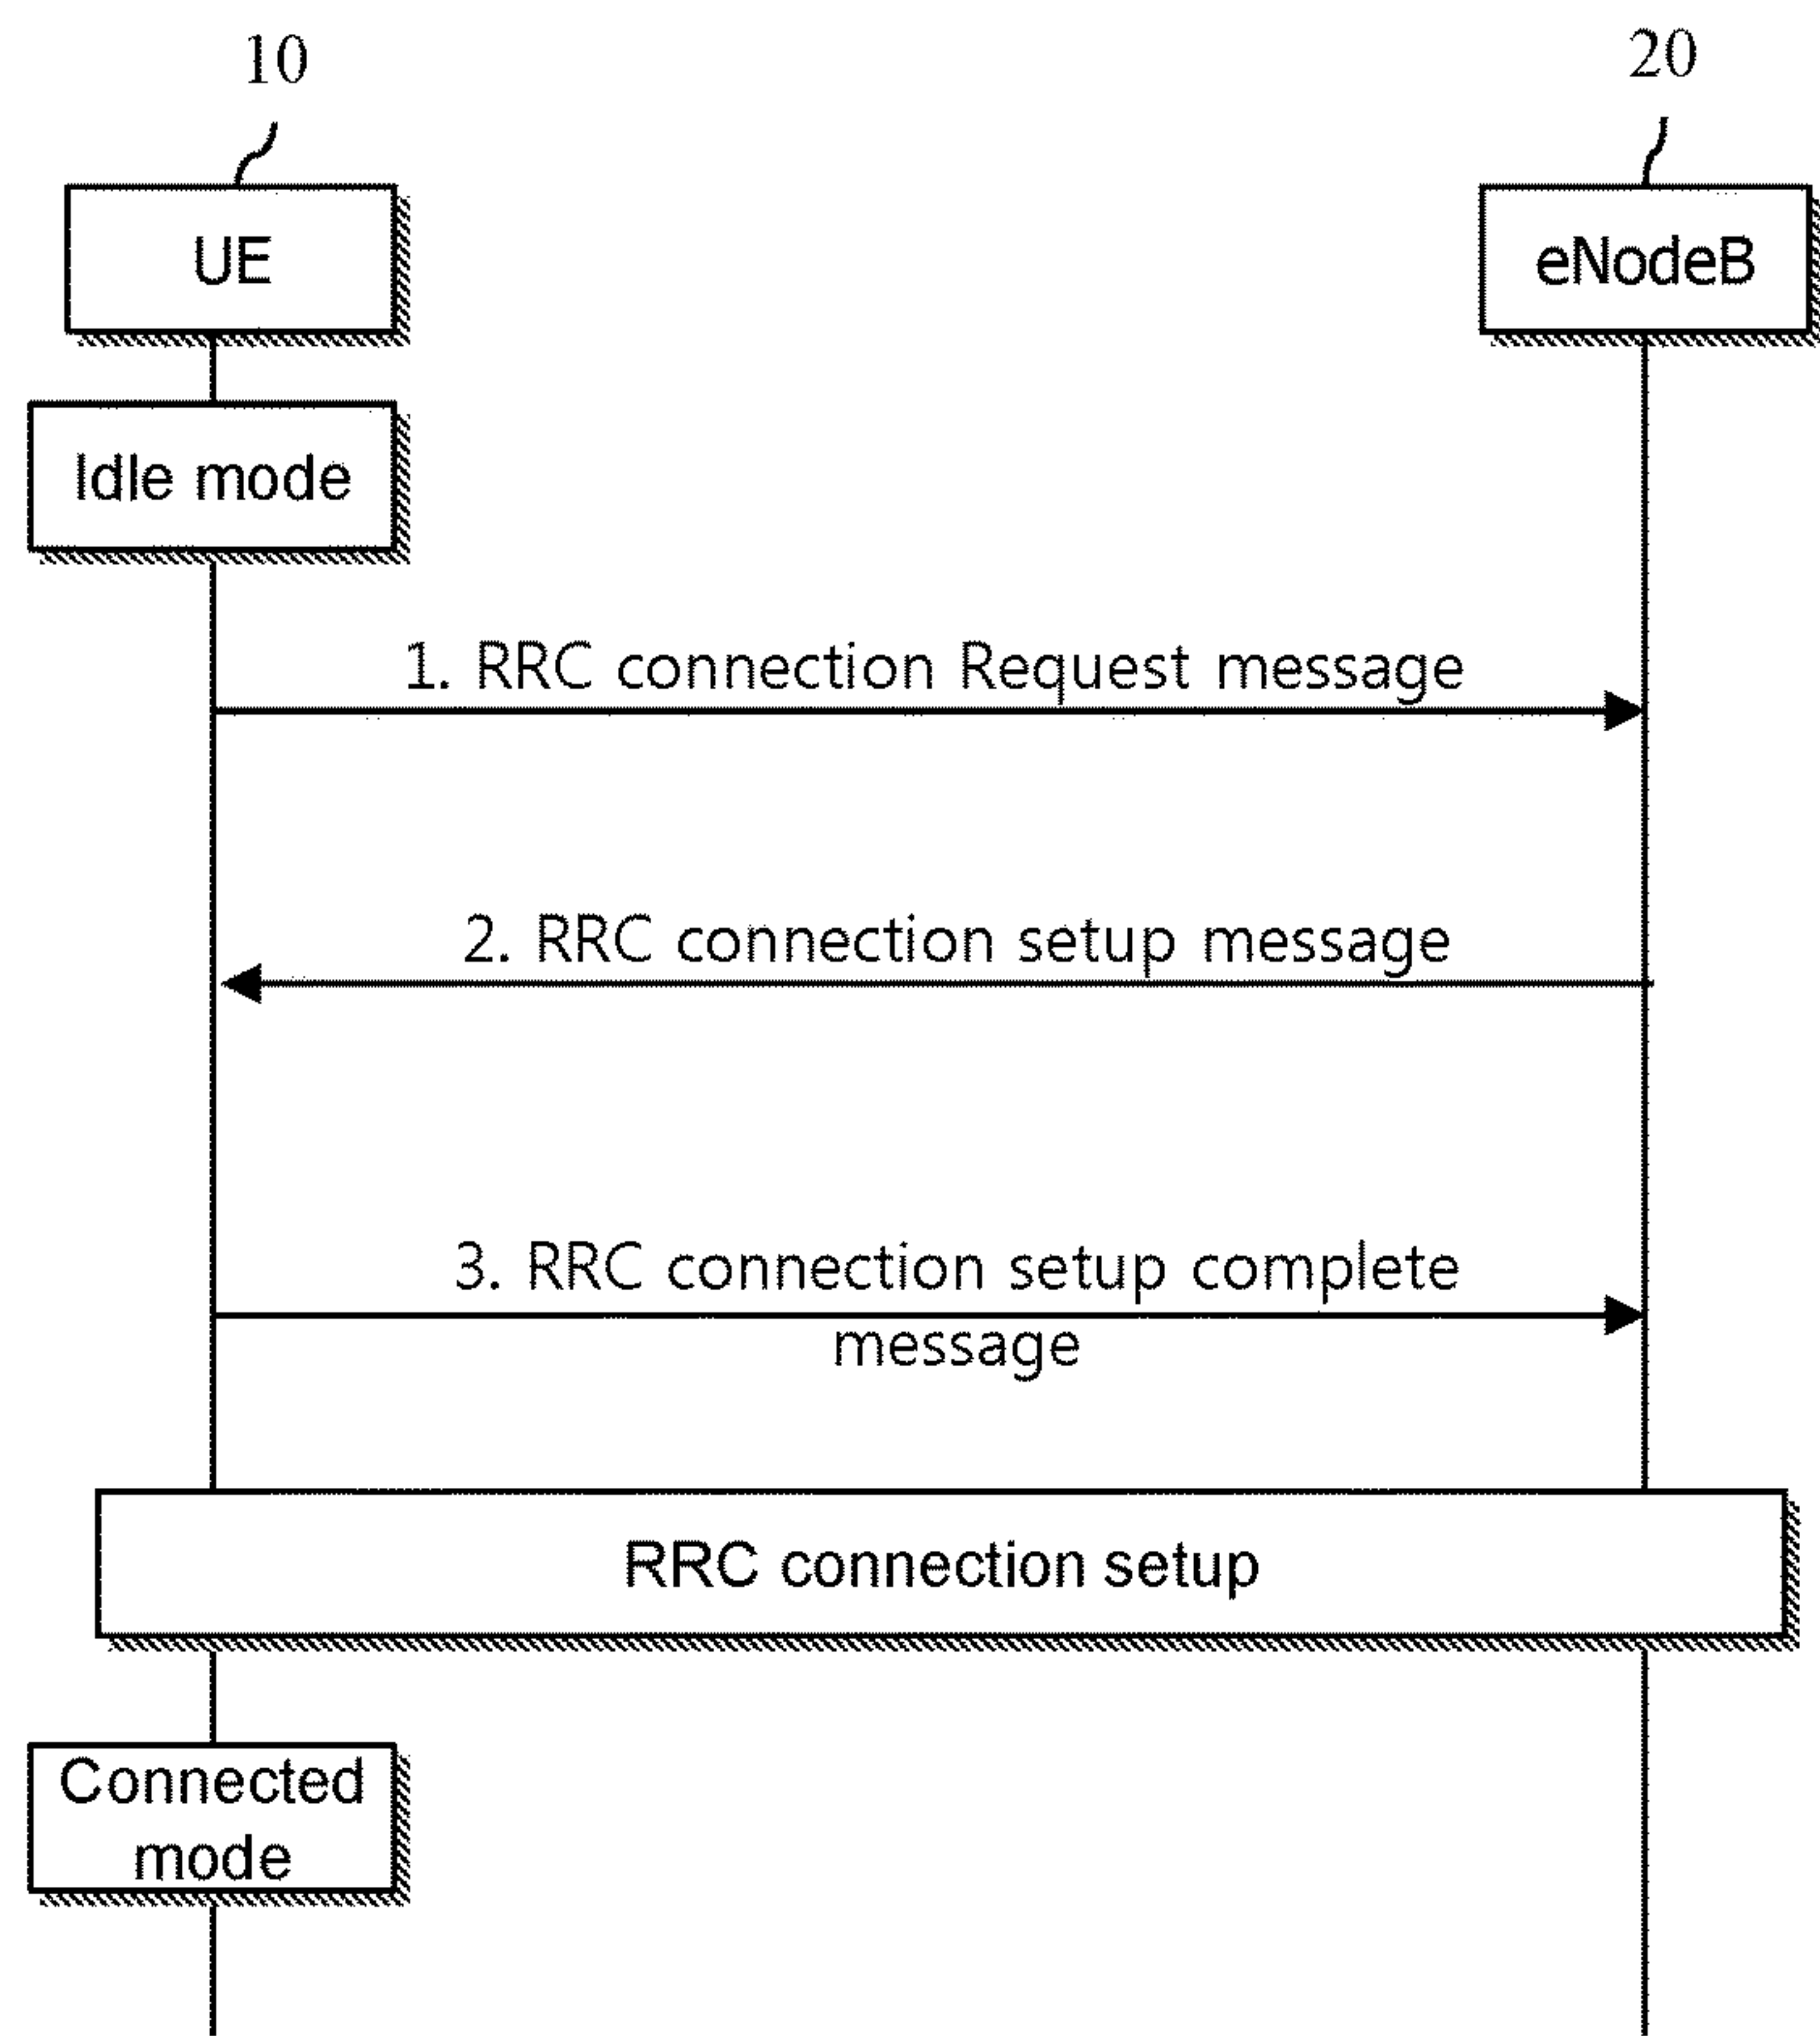 10
20
UE
eNodeB
Idle mode
1. RRC connection Request message
2. RRC connection setup message
3. RRC connection setup complete
message
RRC connection setup
Connected
mode